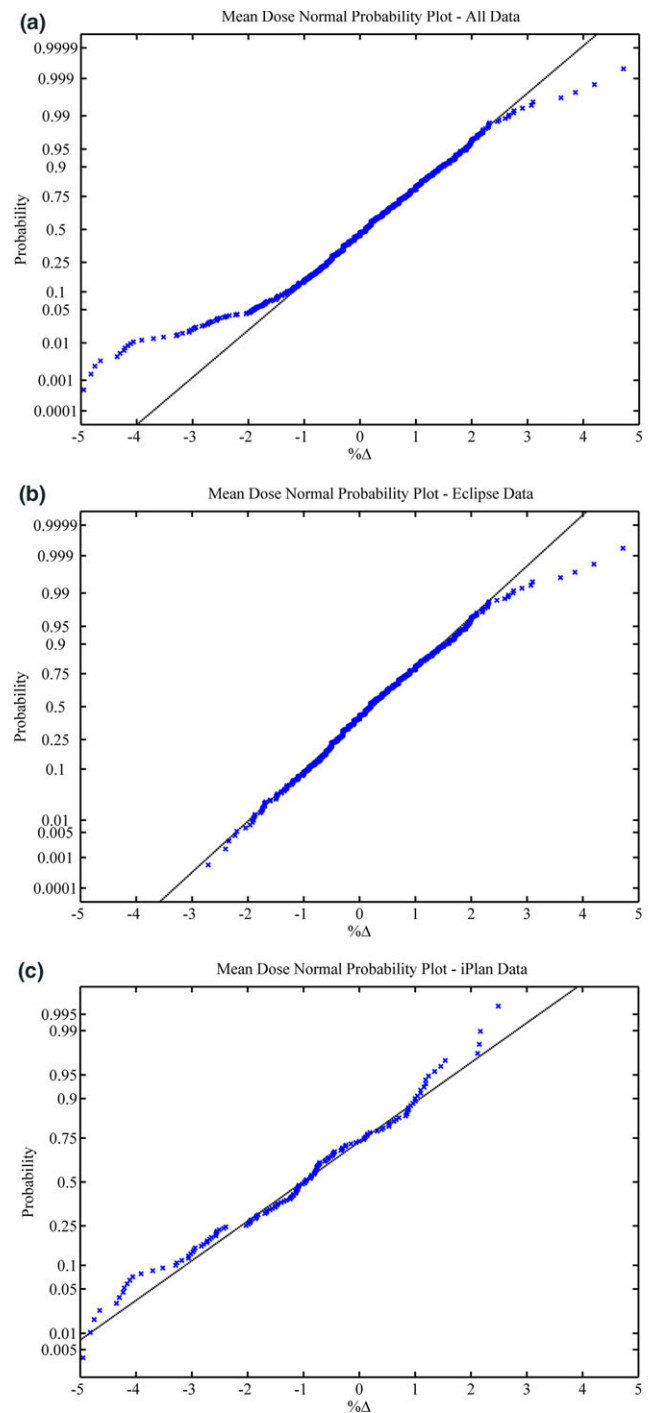 (a)
Mean Dose Normal Probability Plot - All Data
0.9999
0.999
0.99
0.95
0.9
0.75
0.5
0.25
0.1
0.05
0.01
0.001
0.0001
Probability
-5 -4 -3 -2 -1 0 1 2 3 4 5
%Δ
(b)
Mean Dose Normal Probability Plot - Eclipse Data
0.9999
0.999
0.99
0.95
0.9
0.75
0.5
0.25
0.1
0.01
0.005
0.001
0.0001
Probability
-5 -4 -3 -2 -1 0 1 2 3 4 5
%Δ
(c)
Mean Dose Normal Probability Plot - iPlan Data
0.995
0.99
0.95
0.9
0.75
0.5
0.25
0.1
0.05
0.01
0.005
Probability
-5 -4 -3 -2 -1 0 1 2 3 4 5
%Δ